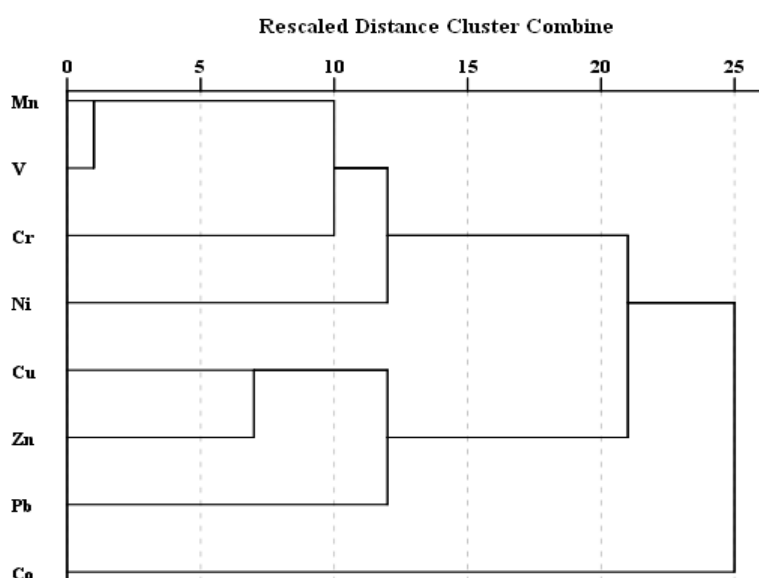 Rescaled Distance Cluster Combine
0 5 10 15 20 25
Mn
V
Cr
Ni
Cu
Zn
Pb
Co